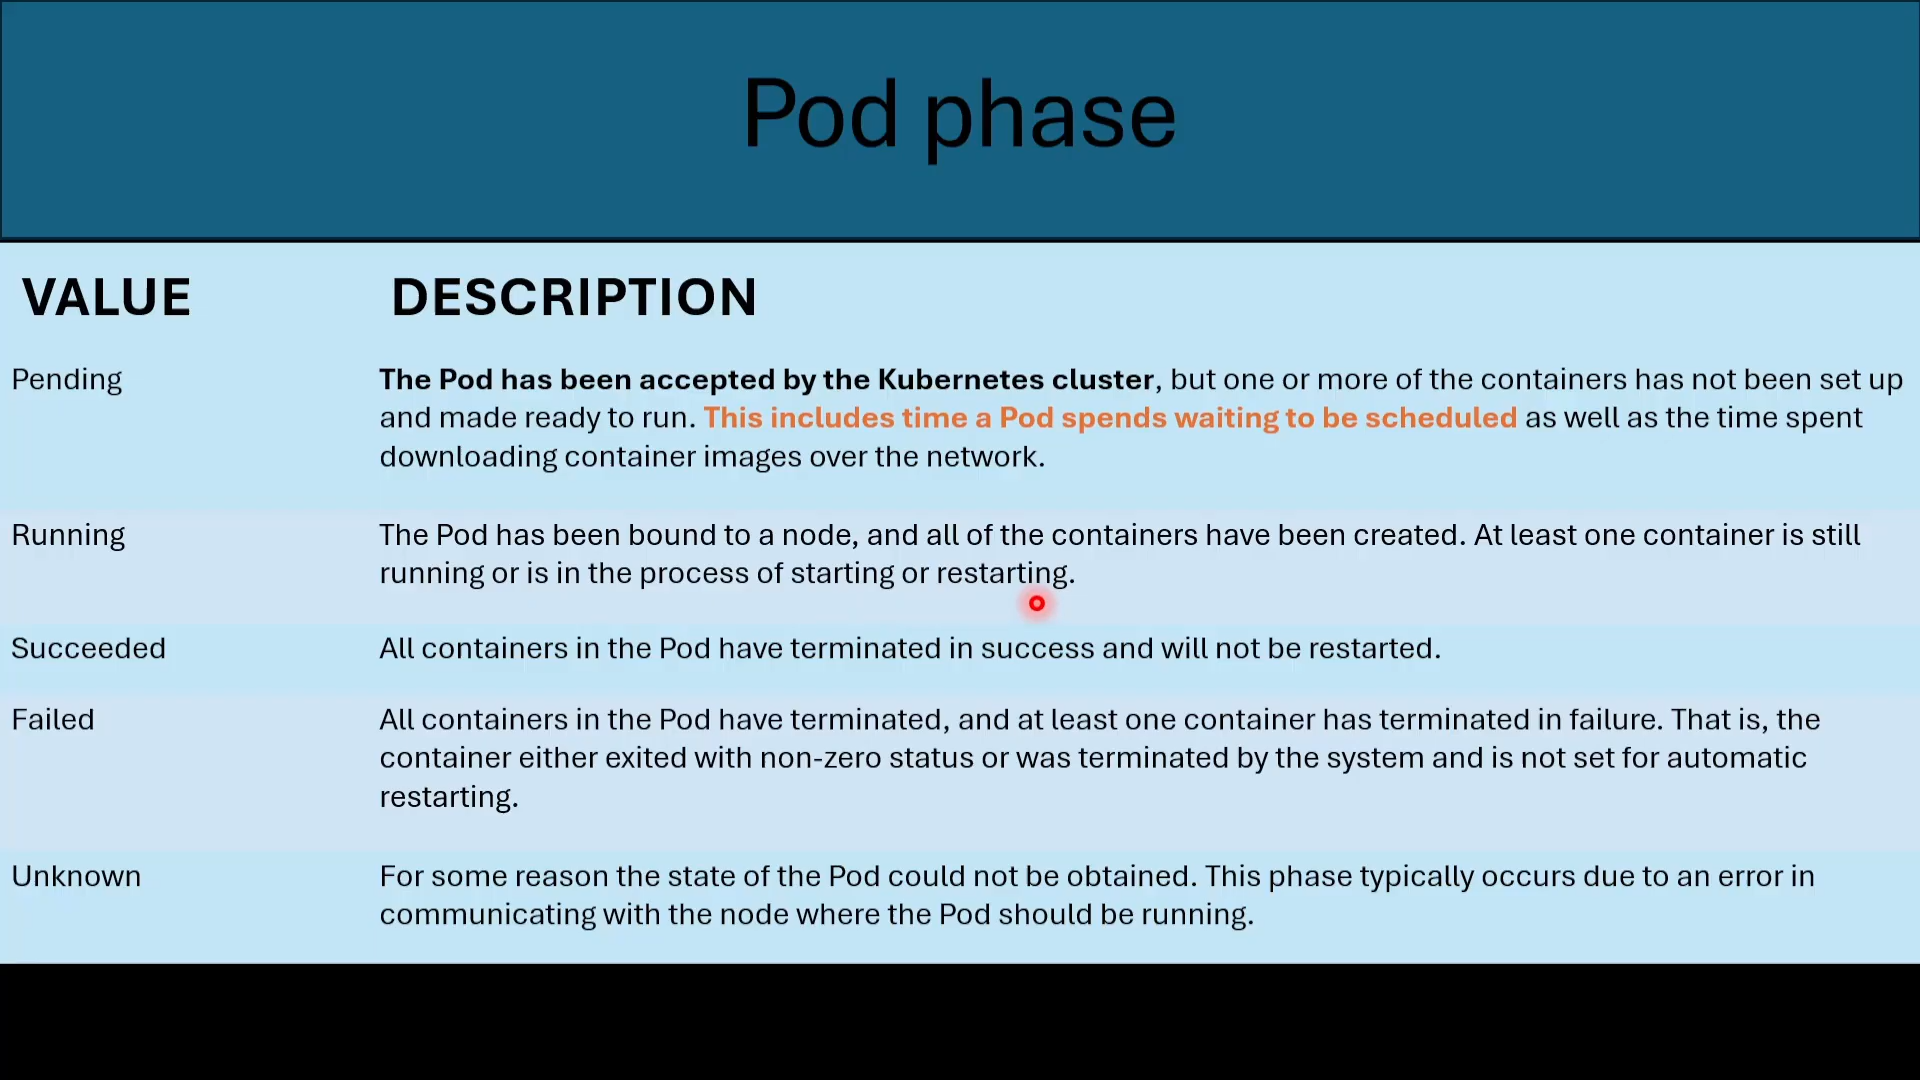 Pod phase
VALUE DESCRIPTION
Pending The Pod has been accepted by the Kubernetes cluster, but one or more of the containers has not been set up
and made ready to run. This includes time a Pod spends waiting to be scheduled as well as the time spent
downloading container images over the network.
Running The Pod has been bound to a node, and all of the containers have been created. At least one container is still
running or is in the process of starting or restarting.
Succeeded All containers in the Pod have terminated in success and will not be restarted.
Failed All containers in the Pod have terminated, and at least one container has terminated in failure. That is, the
container either exited with non-zero status or was terminated by the system and is not set for automatic
restarting.
Unknown For some reason the state of the Pod could not be obtained. This phase typically occurs due to an error in
communicating with the node where the Pod should be running.